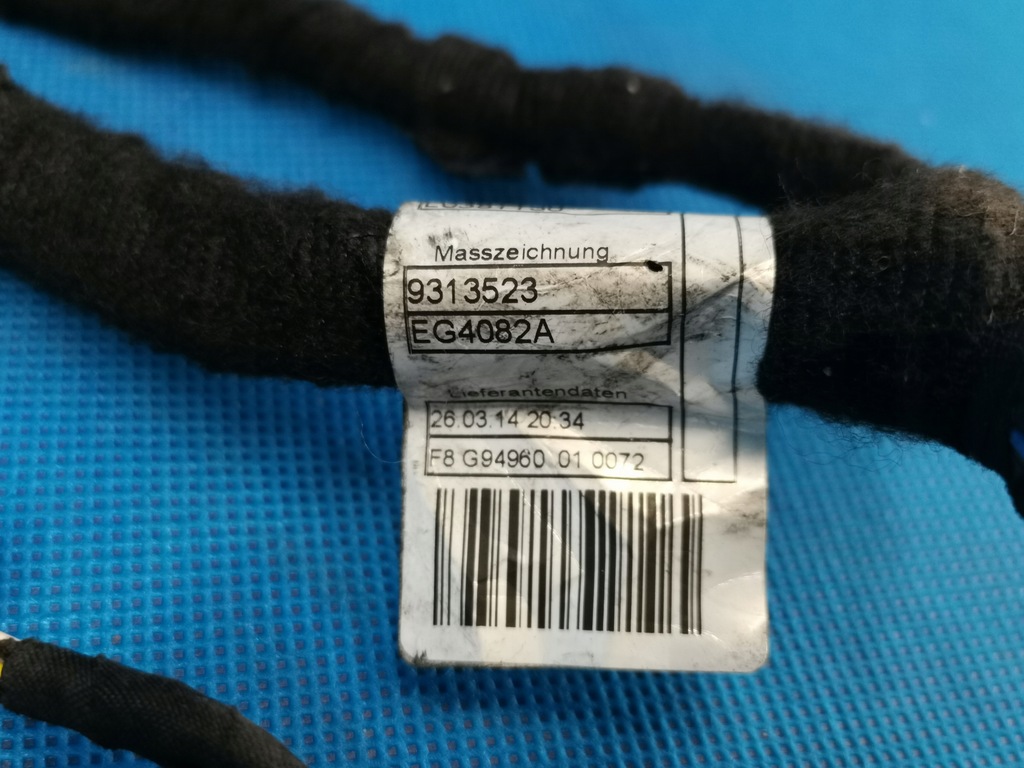 Masszeichnung
9313523
EG4082A
Lieferantendaten
26.03.14 20:34
F8 G94960 01 0072